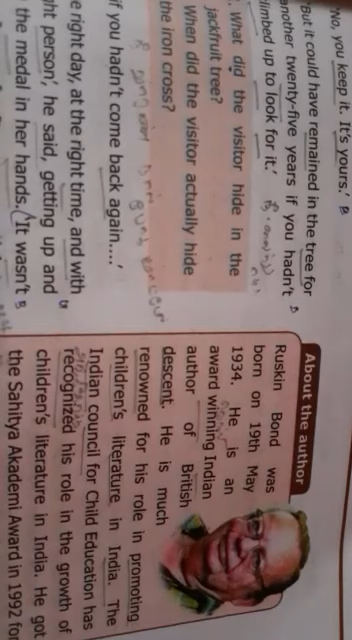 'No, you keep it. It's yours.'
'But it could have remained in the tree for
another twenty-five years if you hadn't
climbed up to look for it.'
What did the visitor hide in the
jackfruit tree?
When did the visitor actually hide
the iron cross?
if you hadn't come back again....'
e right day, at the right time, and with
ht person', he said, getting up and
the medal in her hands. 'It wasn't
About the author
Ruskin Bond was
born on 19th May
1934. He is an
award winning Indian
author of British
descent. He is much
renowned for his role in promoting
children's literature in India. The
Indian council for Child Education has
recognized his role in the growth of
children's literature in India. He got
the Sahitya Akademi Award in 1992 for